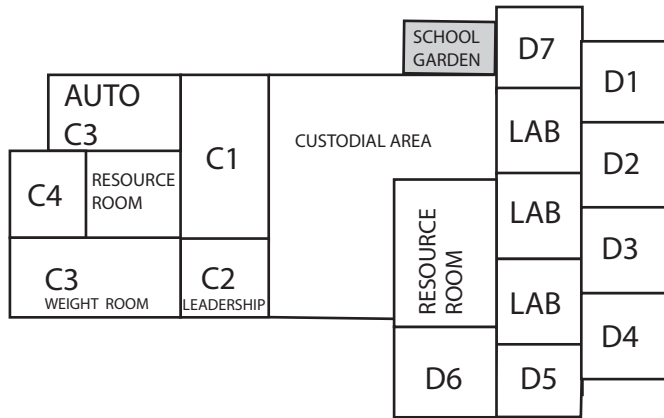 SCHOOL
GARDEN
D7
D1
AUTO
C3
C1
CUSTODIAL AREA
LAB
D2
C4
RESOURCE
ROOM
RESOURCE
ROOM
LAB
D3
C3
WEIGHT ROOM
C2
LEADERSHIP
LAB
D4
D6
D5